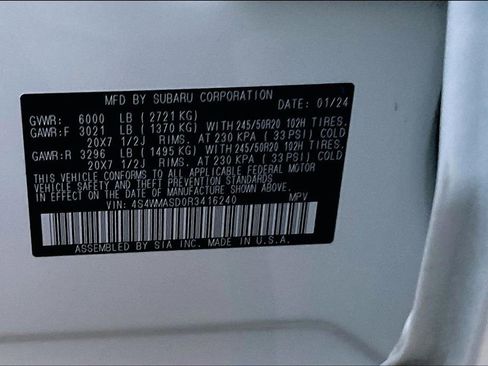 MFD BY SUBARU CORPORATION
DATE: 01/24
GVWR: 6000 LB (2721 KG)
GAWR:F 3021 LB (1370 KG) WITH 245/50R20 102H TIRES.
20X7 1/2J RIMS. AT 230 KPA (33 PSI) COLD
GAWR:R 3296 LB (1495 KG) WITH 245/50R20 102H TIRES.
20X7 1/2J RIMS. AT 230 KPA (33 PSI) COLD
THIS VEHICLE CONFORMS TO ALL APPLICABLE FEDERAL MOTOR
VEHICLE SAFETY AND THEFT PREVENTION STANDARDS
IN EFFECT ON THE DATE OF MANUFACTURE SHOWN ABOVE.
VIN: 4S4WMASD0R3416240 MPV
ASSEMBLED BY SIA INC. MADE IN U.S.A.